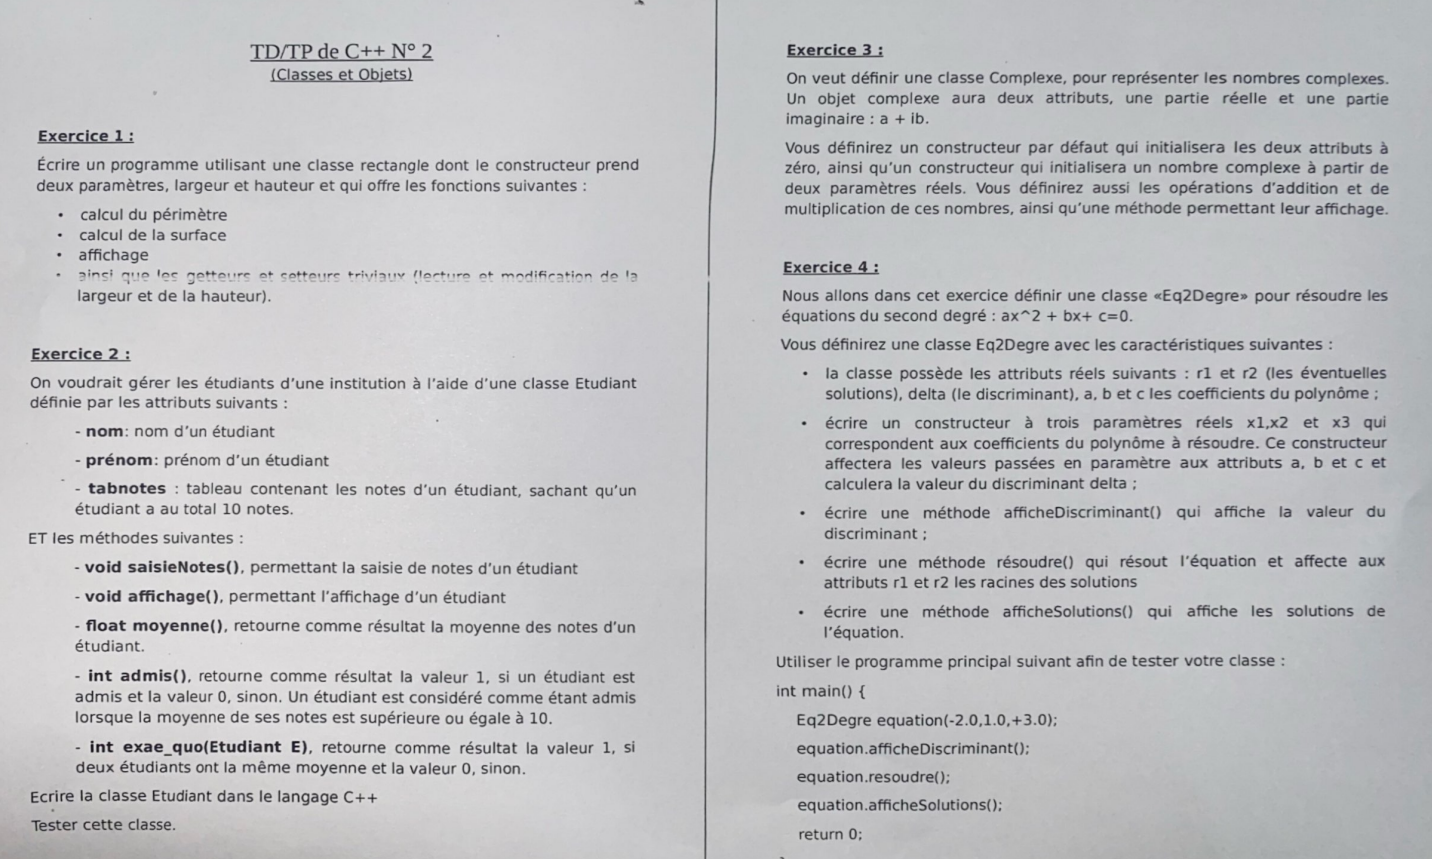 TD/TP de C++ N° 2
(Classes et Objets)
Exercice 1 :
Écrire un programme utilisant une classe rectangle dont le constructeur prend
deux paramètres, largeur et hauteur et qui offre les fonctions suivantes :
• calcul du périmètre
• calcul de la surface
• affichage
• ainsi que les getteurs et setteurs triviaux (lecture et modification de la
largeur et de la hauteur).
Exercice 2 :
On voudrait gérer les étudiants d'une institution à l'aide d'une classe Etudiant
définie par les attributs suivants :
- nom: nom d'un étudiant
- prénom: prénom d'un étudiant
- tabnotes : tableau contenant les notes d'un étudiant, sachant qu'un
étudiant a au total 10 notes.
ET les méthodes suivantes :
- void saisieNotes(), permettant la saisie de notes d'un étudiant
- void affichage(), permettant l'affichage d'un étudiant
- float moyenne(), retourne comme résultat la moyenne des notes d'un
étudiant.
- int admis(), retourne comme résultat la valeur 1, si un étudiant est
admis et la valeur 0, sinon. Un étudiant est considéré comme étant admis
lorsque la moyenne de ses notes est supérieure ou égale à 10.
- int exae_quo(Etudiant E), retourne comme résultat la valeur 1, si
deux étudiants ont la même moyenne et la valeur 0, sinon.
Ecrire la classe Etudiant dans le langage C++
Tester cette classe.
Exercice 3 :
On veut définir une classe Complexe, pour représenter les nombres complexes.
Un objet complexe aura deux attributs, une partie réelle et une partie
imaginaire : a + ib.
Vous définirez un constructeur par défaut qui initialisera les deux attributs à
zéro, ainsi qu'un constructeur qui initialisera un nombre complexe à partir de
deux paramètres réels. Vous définirez aussi les opérations d'addition et de
multiplication de ces nombres, ainsi qu'une méthode permettant leur affichage.
Exercice 4 :
Nous allons dans cet exercice définir une classe «Eq2Degre» pour résoudre les
équations du second degré : ax^2 + bx+ c=0.
Vous définirez une classe Eq2Degre avec les caractéristiques suivantes :
• la classe possède les attributs réels suivants : r1 et r2 (les éventuelles
solutions), delta (le discriminant), a, b et c les coefficients du polynôme ;
• écrire un constructeur à trois paramètres réels x1,x2 et x3 qui
correspondent aux coefficients du polynôme à résoudre. Ce constructeur
affectera les valeurs passées en paramètre aux attributs a, b et c et
calculera la valeur du discriminant delta ;
• écrire une méthode afficheDiscriminant() qui affiche la valeur du
discriminant ;
• écrire une méthode résoudre() qui résout l'équation et affecte aux
attributs r1 et r2 les racines des solutions
• écrire une méthode afficheSolutions() qui affiche les solutions de
l'équation.
Utiliser le programme principal suivant afin de tester votre classe :
int main() {
Eq2Degre equation(-2.0,1.0,+3.0);
equation.afficheDiscriminant();
equation.resoudre();
equation.afficheSolutions();
return 0;